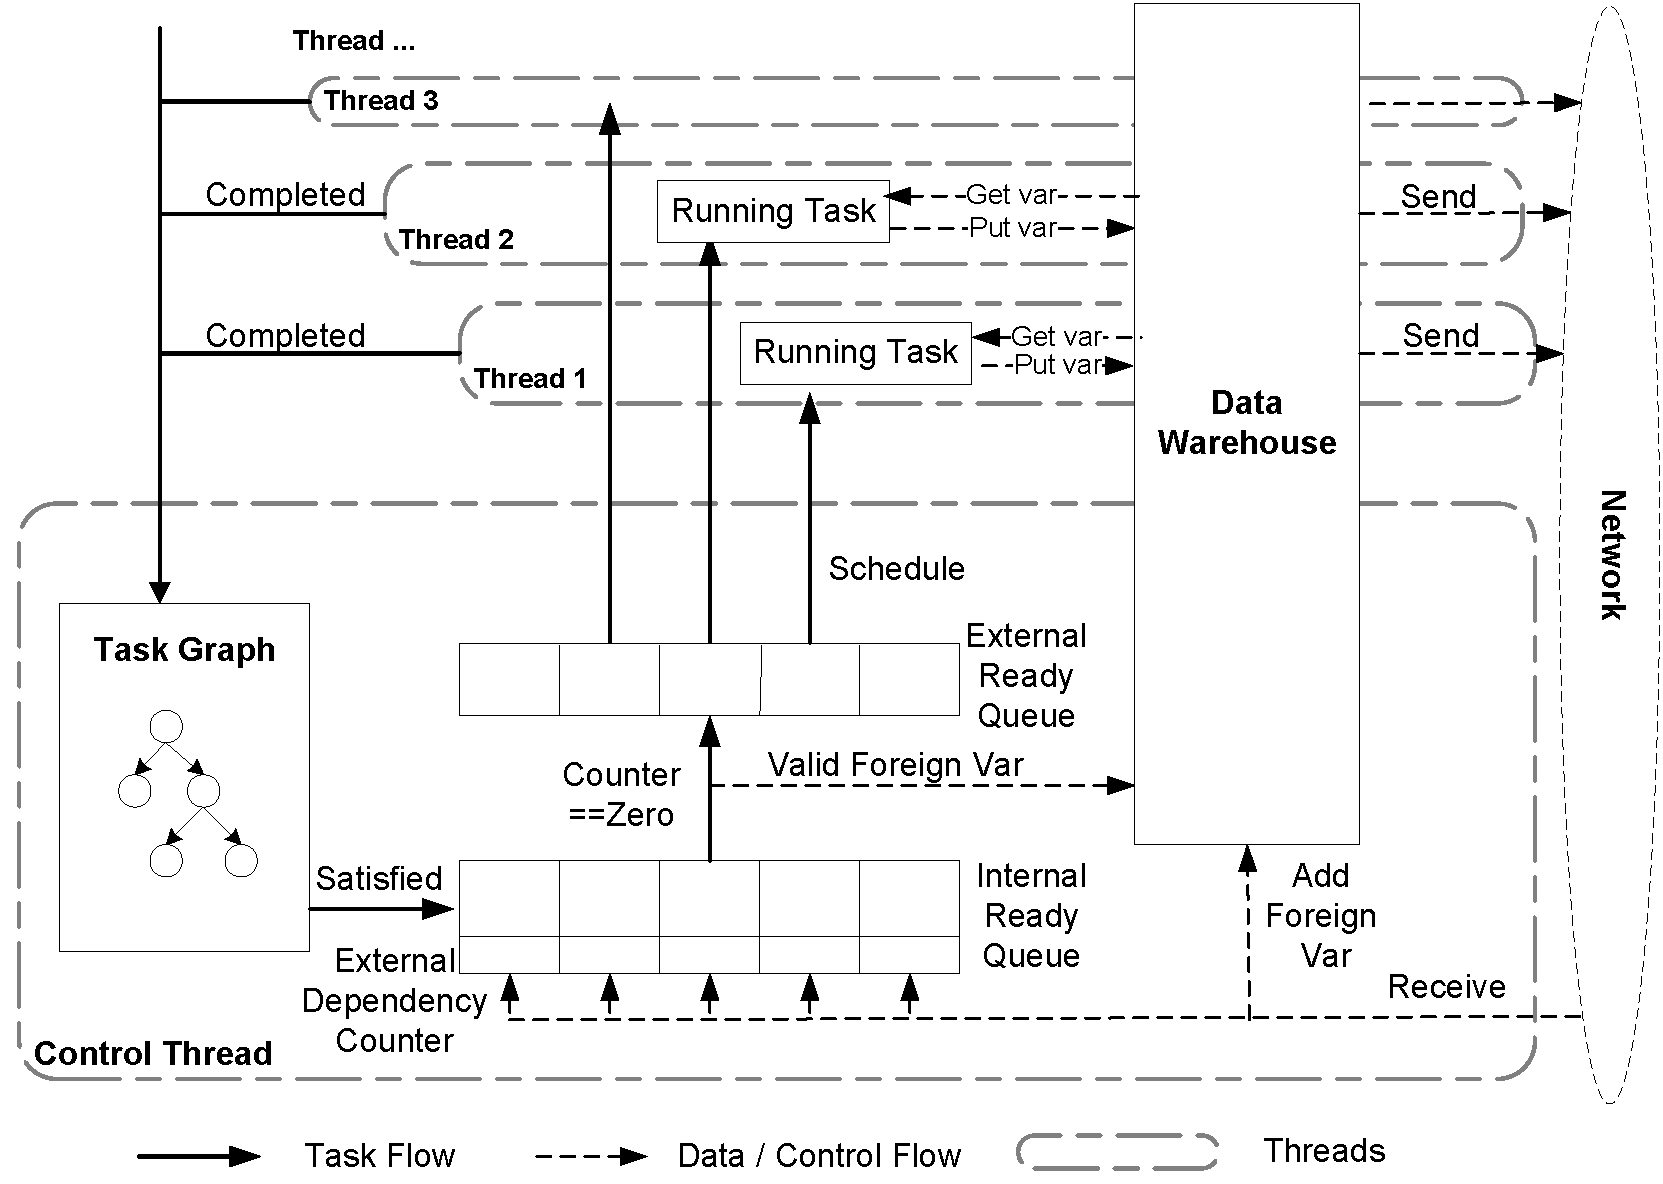 Thread ...
Thread 3
Completed
Running Task
Get var
Put var
Send
Thread 2
Completed
Running Task
Get var
Put var
Send
Thread 1
Data
Warehouse
Network
Schedule
Task Graph
External
Ready
Queue
Counter
==Zero
Valid Foreign Var
Satisfied
Internal
Ready
Queue
Add
Foreign
Var
External
Dependency
Counter
Receive
Control Thread
Task Flow
Data / Control Flow
Threads